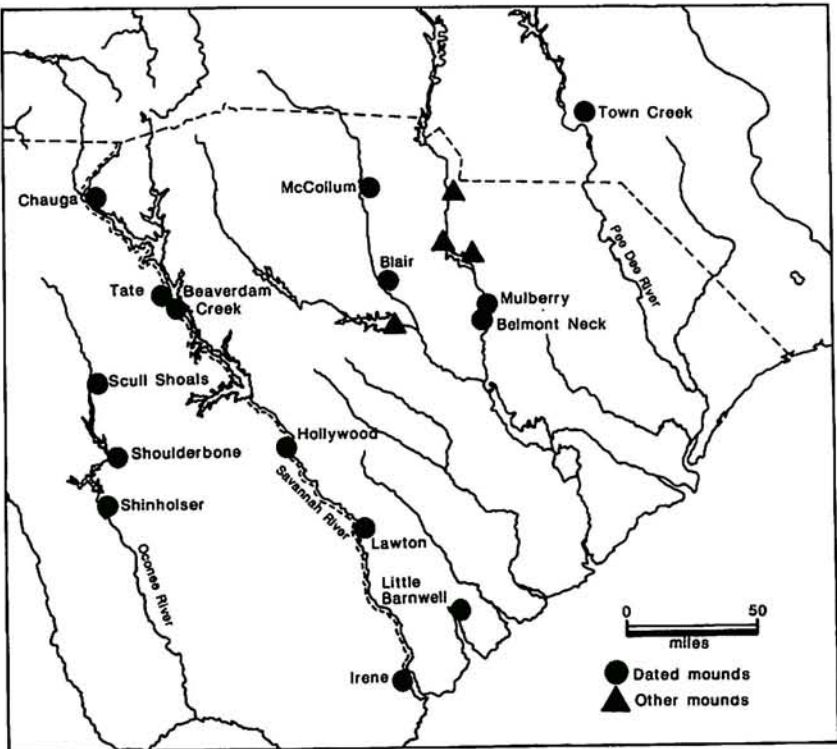 Town Creek
McCollum
Chauga
Pee Dee River
Blair
Tate
Beaverdam
Creek
Mulberry
Belmont Neck
Scull Shoals
Hollywood
Shoulderbone
Savannah River
Shinholser
Lawton
Oconee River
Little
Barnwell
0 50
miles
Irene
Dated mounds
Other mounds